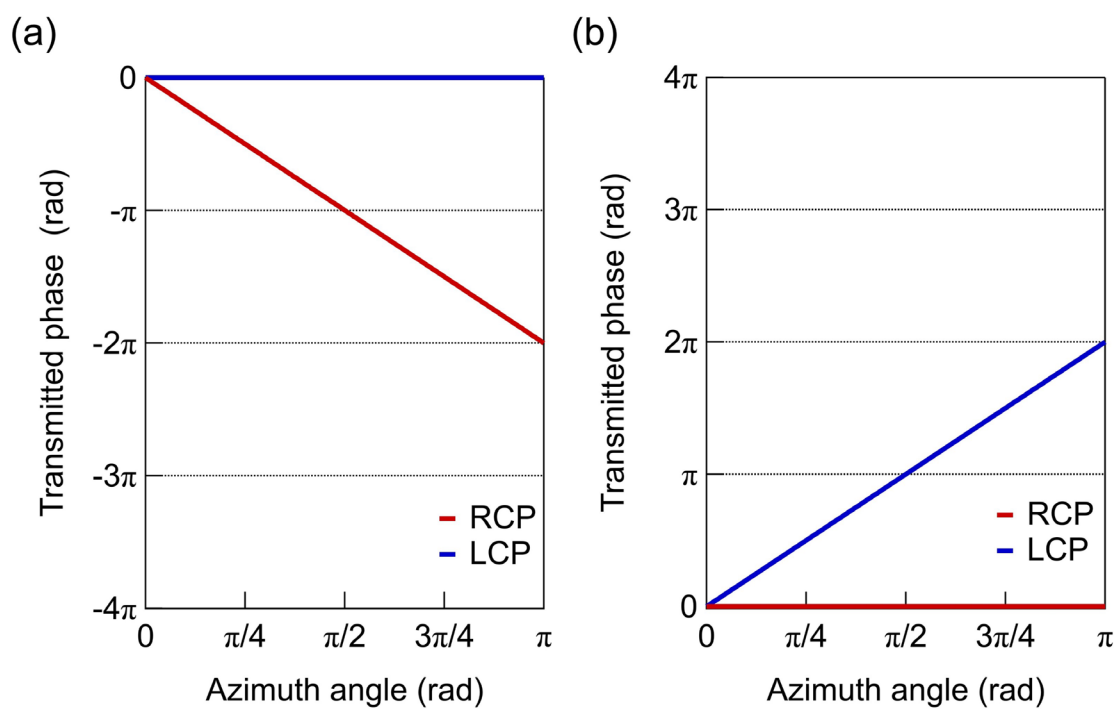 (a)
0
-π
-2π
-3π
-4π
Transmitted phase (rad)
RCP
LCP
0
π/4
π/2
3π/4
π
Azimuth angle (rad)
(b)
4π
3π
2π
π
0
Transmitted phase (rad)
RCP
LCP
0
π/4
π/2
3π/4
π
Azimuth angle (rad)